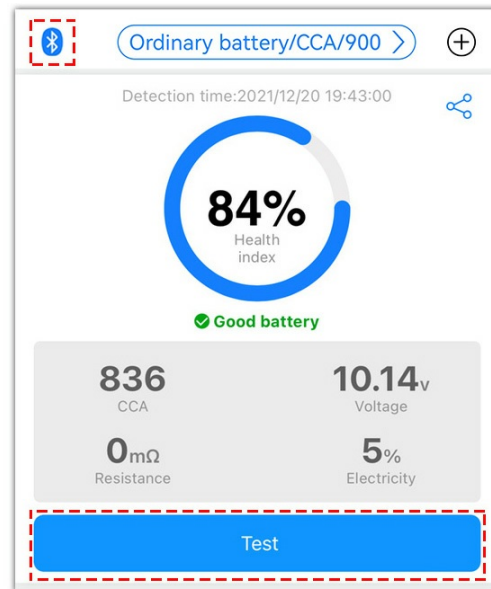 Ordinary battery/CCA/900
Detection time:2021/12/20 19:43:00
84%
Health
index
Good battery
836
CCA
10.14v
Voltage
0mΩ
Resistance
5%
Electricity
Test